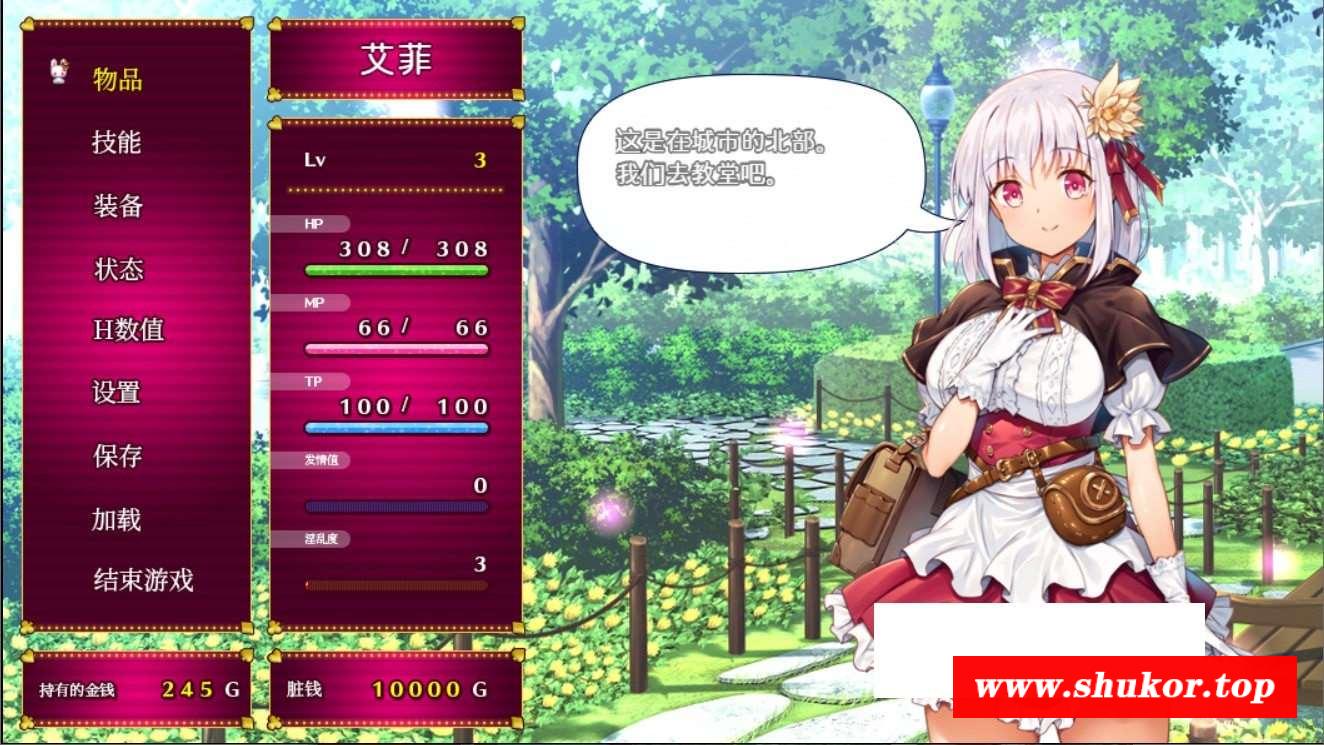 物品
技能
装备
状态
H数值
设置
保存
加载
结束游戏
持有的金钱 245 G
艾菲
Lv 3
HP
308/ 308
MP
66/ 66
TP
100/ 100
发情值
0
淫乱度
3
脏钱 10000 G
这是在城市的北部。
我们去教堂吧。
www.shukor.top